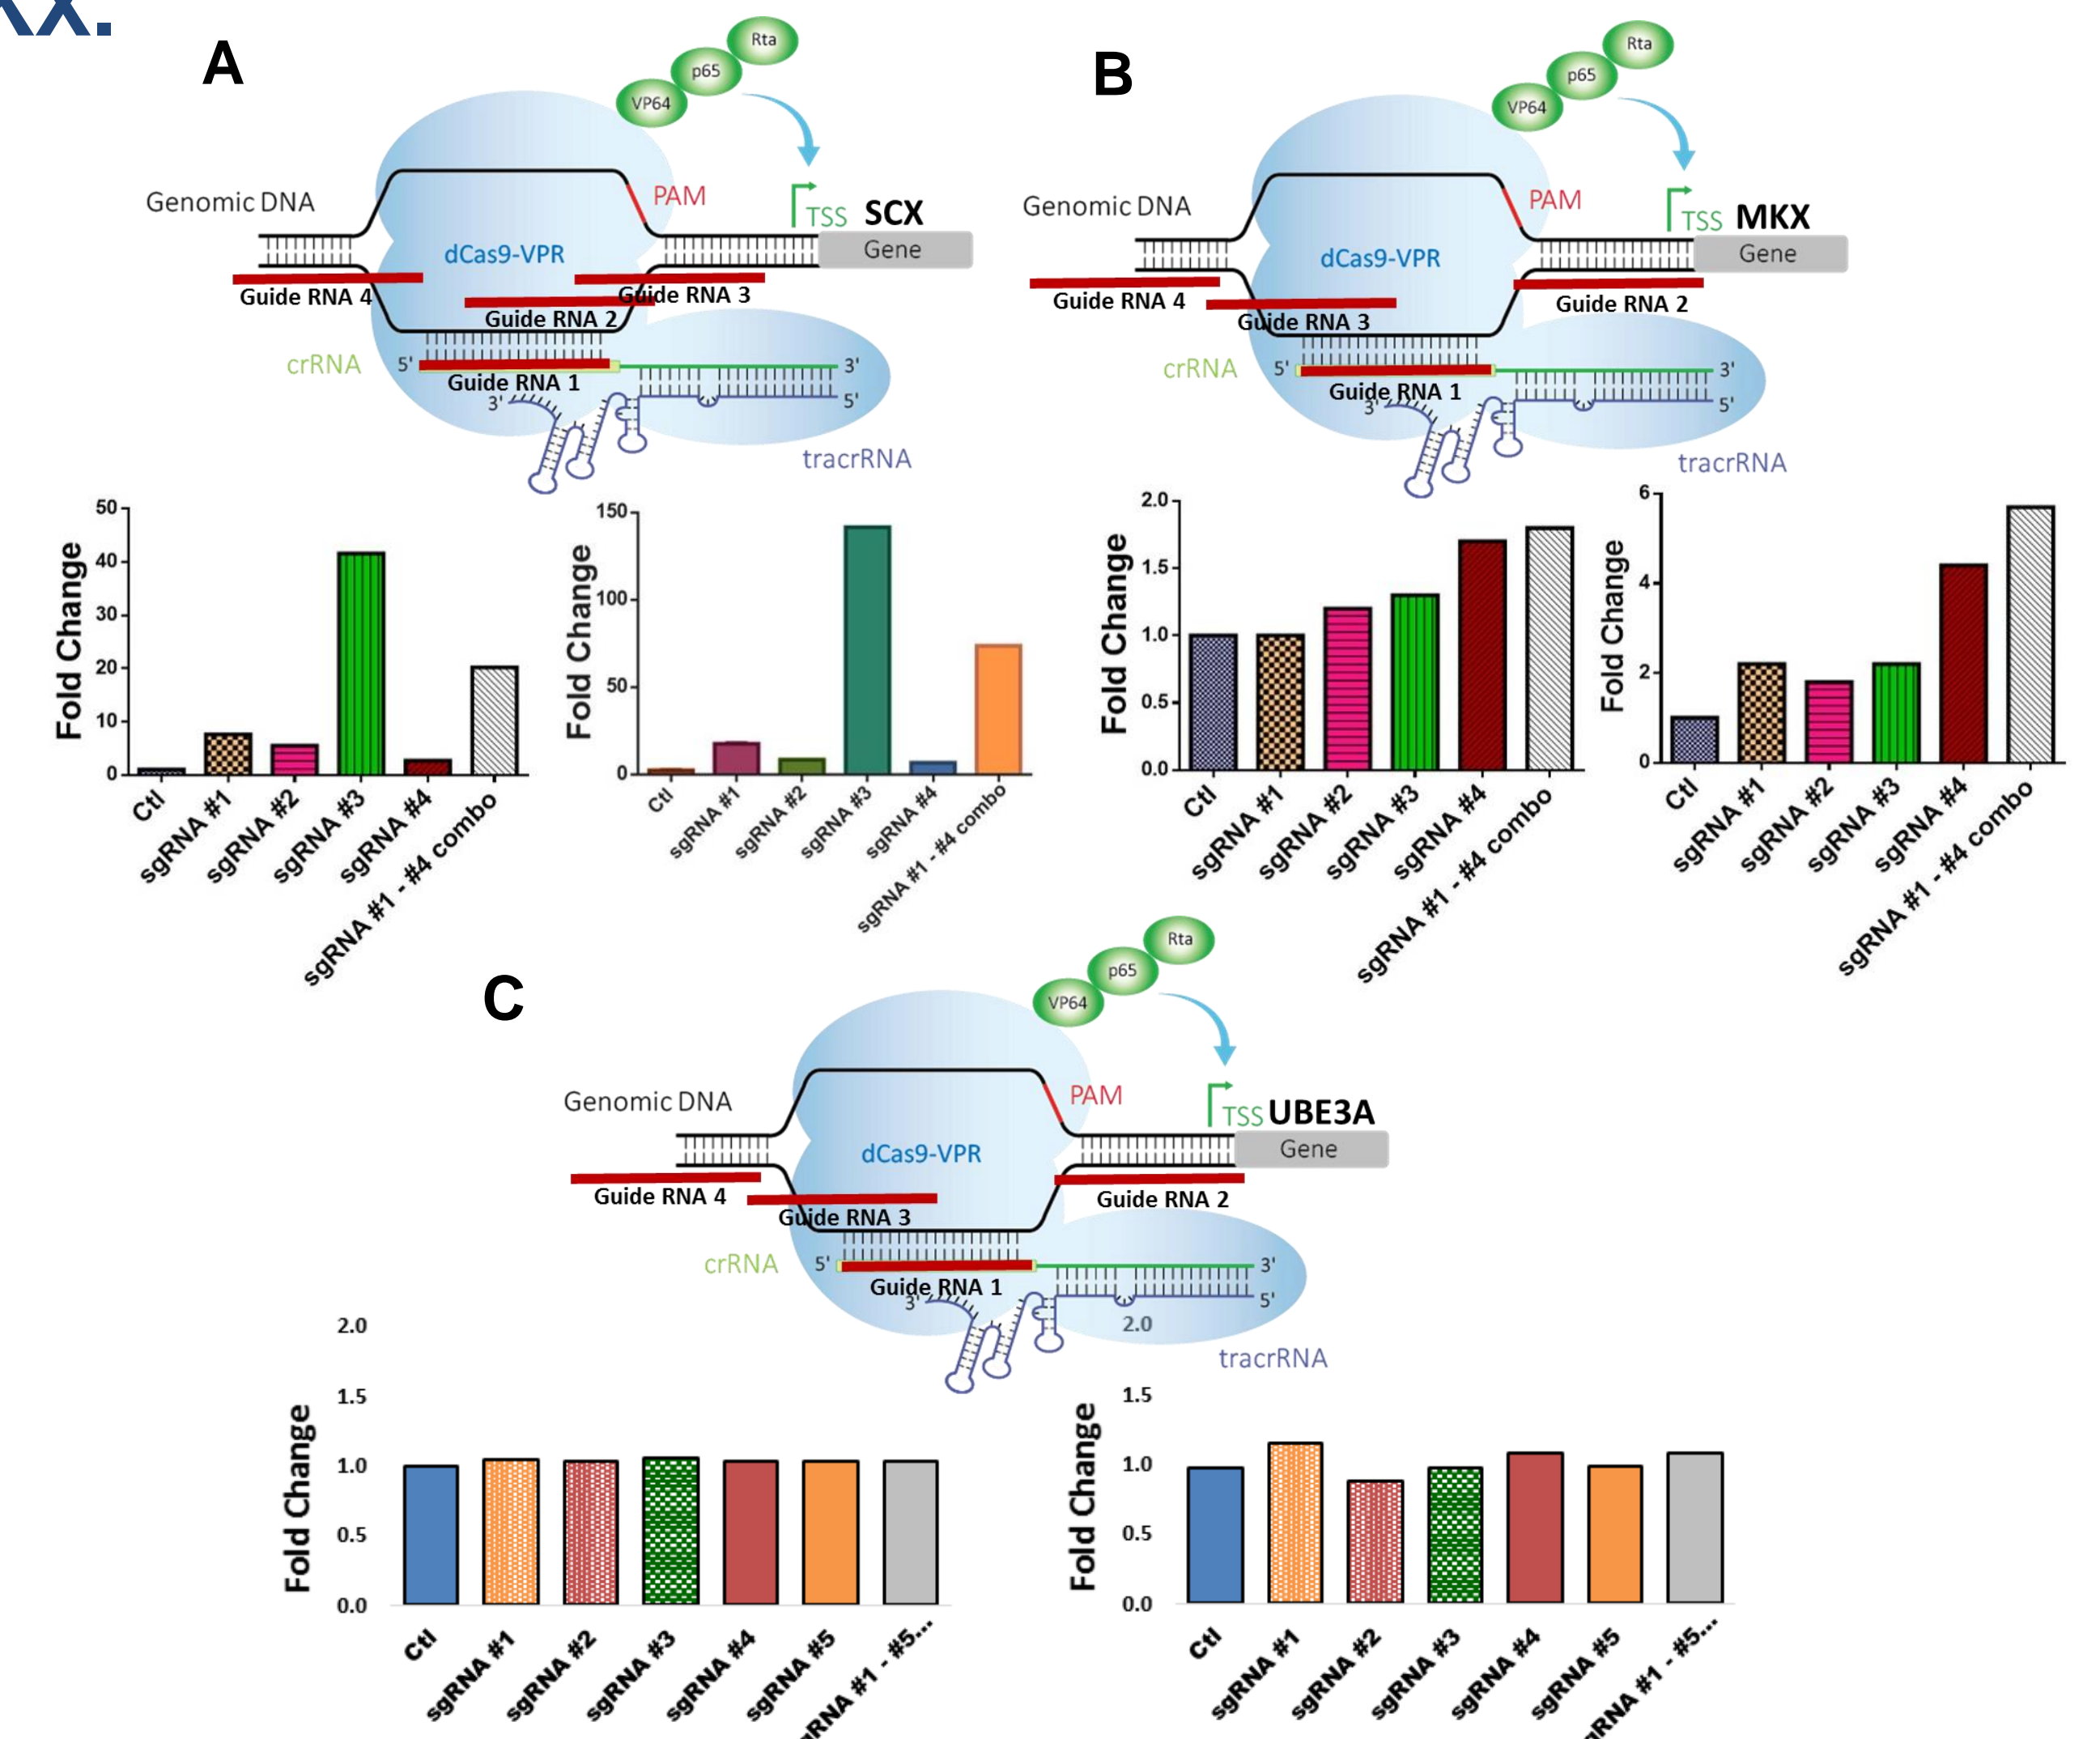 KX.
A
Rta
p65
VP64
Genomic DNA
PAM
TSS
SCX
Gene
dCas9-VPR
Guide RNA 4
Guide RNA 3
Guide RNA 2
crRNA
5'
3'
Guide RNA 1
3'
5'
tracrRNA
50
40
30
20
10
0
Fold Change
Ctl
sgRNA #1
sgRNA #2
sgRNA #3
sgRNA #4
sgRNA #1 - #4 combo
150
100
50
0
Fold Change
Ctl
sgRNA #1
sgRNA #2
sgRNA #3
sgRNA #4
sgRNA #1 - #4 combo
B
Rta
p65
VP64
Genomic DNA
PAM
TSS
MKX
Gene
dCas9-VPR
Guide RNA 4
Guide RNA 3
Guide RNA 2
crRNA
5'
3'
Guide RNA 1
3'
5'
tracrRNA
2.0
1.5
1.0
0.5
0.0
Fold Change
Ctl
sgRNA #1
sgRNA #2
sgRNA #3
sgRNA #4
sgRNA #1 - #4 combo
6
4
2
0
Fold Change
Ctl
sgRNA #1
sgRNA #2
sgRNA #3
sgRNA #4
sgRNA #1 - #4 combo
C
Rta
p65
VP64
Genomic DNA
PAM
TSS
UBE3A
Gene
dCas9-VPR
Guide RNA 4
Guide RNA 3
Guide RNA 2
crRNA
5'
3'
Guide RNA 1
3'
5'
tracrRNA
2.0
1.5
1.0
0.5
0.0
Fold Change
Ctl
sgRNA #1
sgRNA #2
sgRNA #3
sgRNA #4
sgRNA #5
gRNA #1 - #5...
2.0
1.5
1.0
0.5
0.0
Fold Change
Ctl
sgRNA #1
sgRNA #2
sgRNA #3
sgRNA #4
sgRNA #5
gRNA #1 - #5...